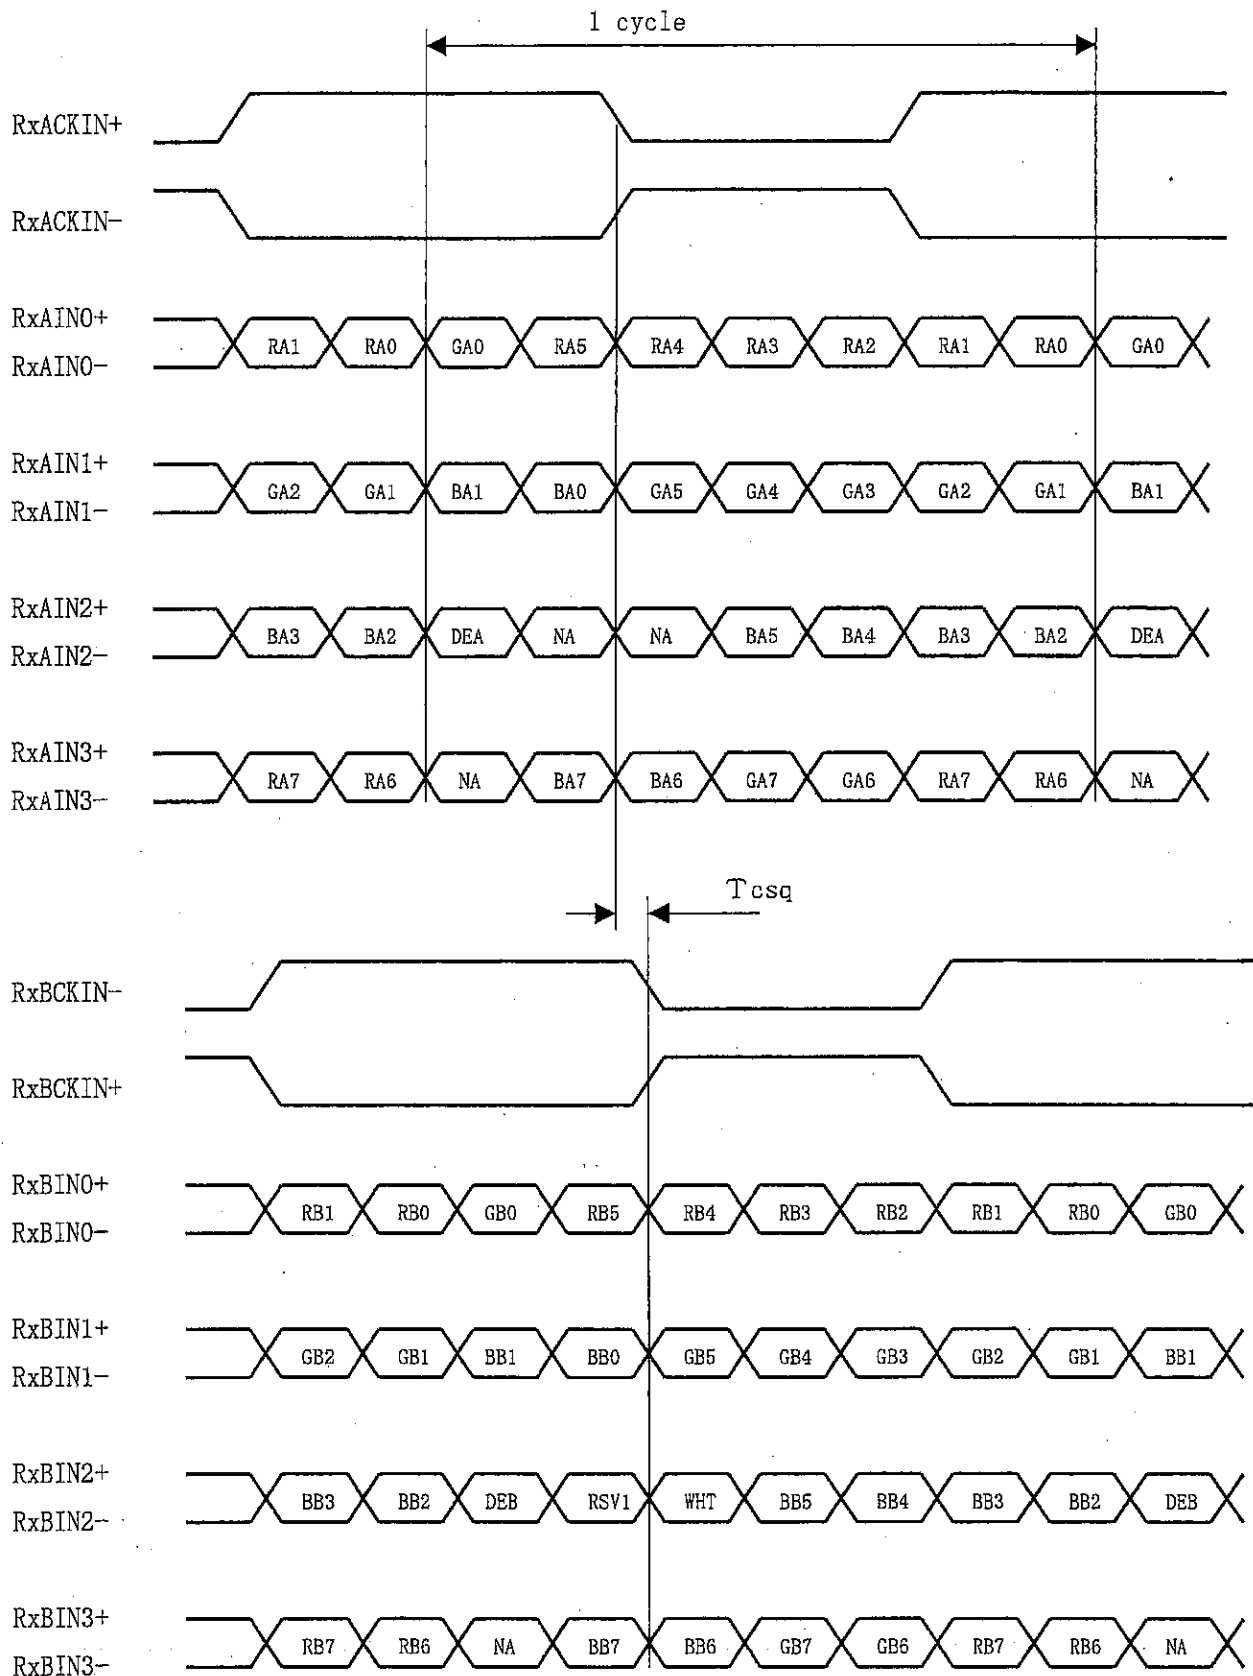 1 cycle
RxACKIN+
RxACKIN-
RxAIN0+
RA1 RA0 GA0 RA5 RA4 RA3 RA2 RA1 RA0 GA0
RxAIN0-
RxAIN1+
GA2 GA1 BA1 BA0 GA5 GA4 GA3 GA2 GA1 BA1
RxAIN1-
RxAIN2+
BA3 BA2 DEA NA NA BA5 BA4 BA3 BA2 DEA
RxAIN2-
RxAIN3+
RA7 RA6 NA BA7 BA6 GA7 GA6 RA7 RA6 NA
RxAIN3-
Tcsq
RxBCKIN-
RxBCKIN+
RxBIN0+
RB1 RB0 GB0 RB5 RB4 RB3 RB2 RB1 RB0 GB0
RxBIN0-
RxBIN1+
GB2 GB1 BB1 BB0 GB5 GB4 GB3 GB2 GB1 BB1
RxBIN1-
RxBIN2+
BB3 BB2 DEB RSV1 WHT BB5 BB4 BB3 BB2 DEB
RxBIN2-
RxBIN3+
RB7 RB6 NA BB7 BB6 GB7 GB6 RB7 RB6 NA
RxBIN3-